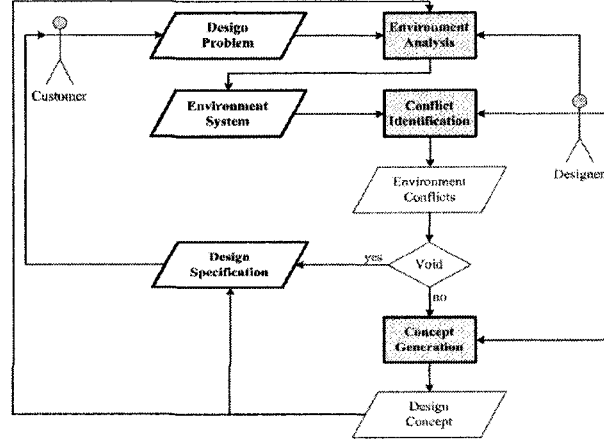 Design
Problem
Environment
Analysis
Customer
Environment
System
Conflict
Identification
Designer
Environment
Conflicts
Design
Specification
yes
Void
no
Concept
Generation
Design
Concept